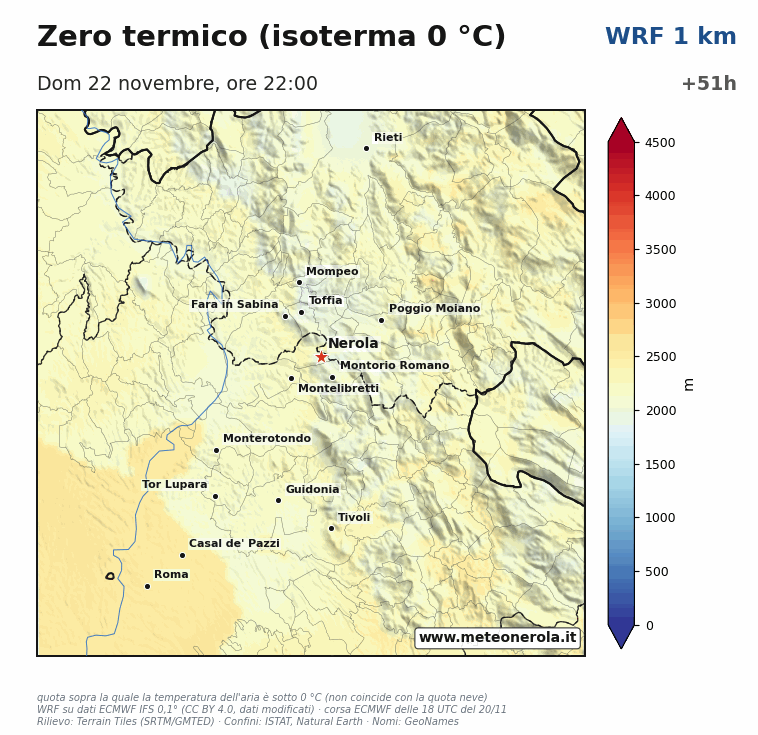 Zero termico (isoterma 0 °C)
WRF 1 km
Dom 22 novembre, ore 22:00
+51h
Rieti
Mompeo
Fara in Sabina
Toffia
Poggio Moiano
Nerola
Montorio Romano
Montelibretti
Monterotondo
Tor Lupara
Guidonia
Tivoli
Casal de' Pazzi
Roma
www.meteonerola.it
4500
4000
3500
3000
2500
2000
1500
1000
500
0
m
quota sopra la quale la temperatura dell'aria è sotto 0 °C (non coincide con la quota neve)
WRF su dati ECMWF IFS 0,1° (CC BY 4.0, dati modificati) · corsa ECMWF delle 18 UTC del 20/11
Rilievo: Terrain Tiles (SRTM/GMTED) · Confini: ISTAT, Natural Earth · Nomi: GeoNames